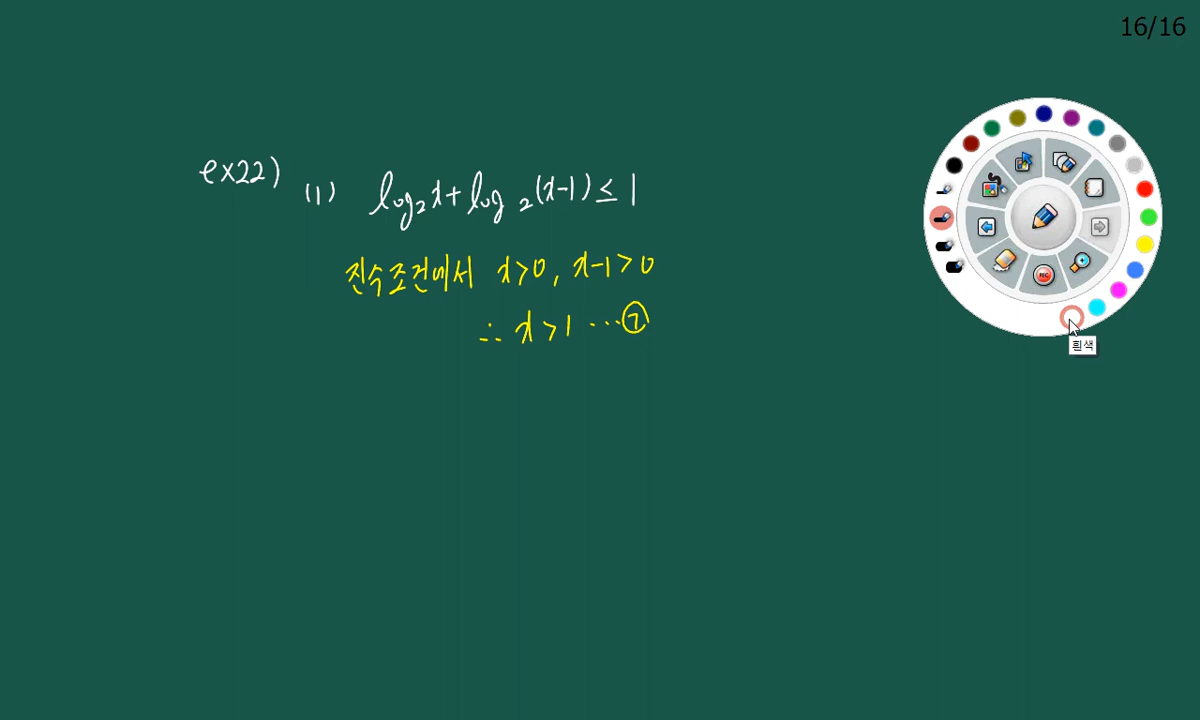 16/16
ex22)
(1) log₂x + log₂(x-1) ≤ 1
진수조건에서 x>0, x-1>0
∴ x>1 …㉠
REC
흰색